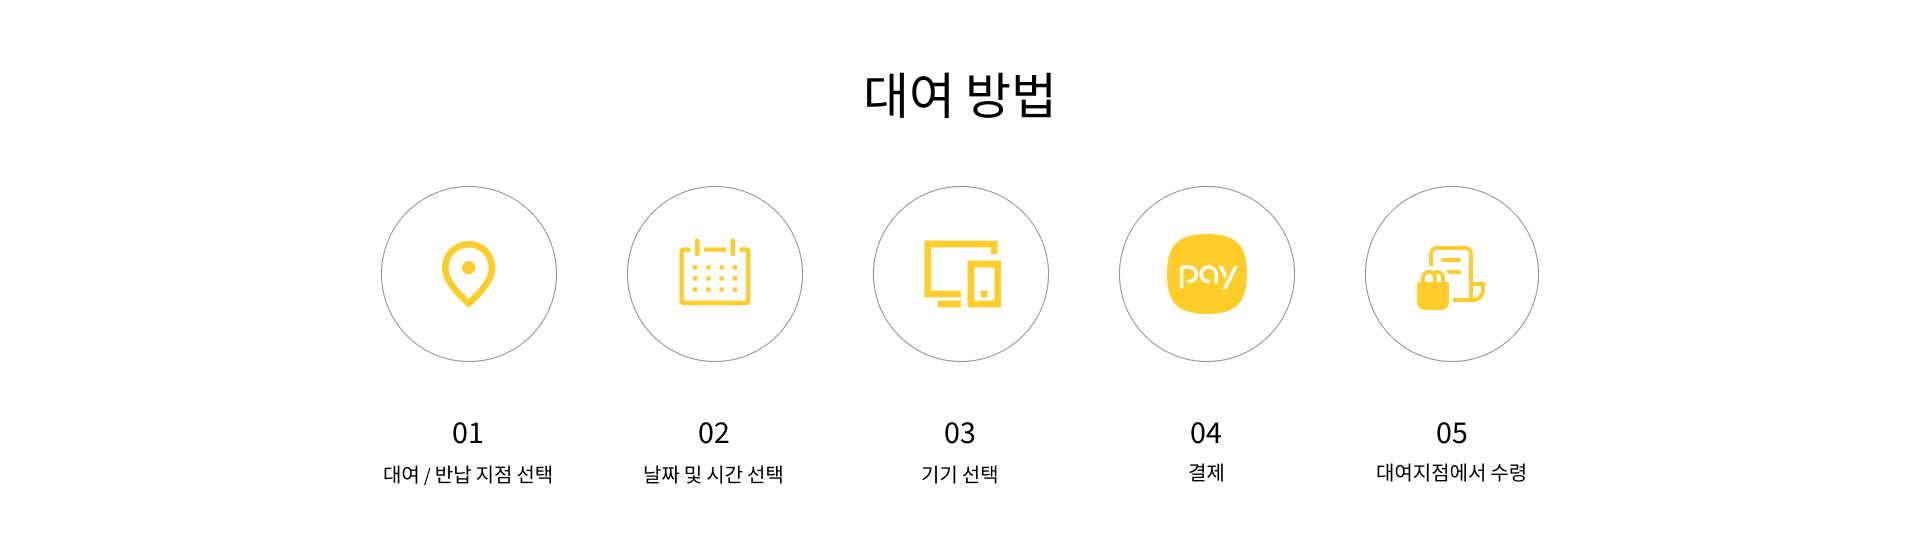 대여 방법
pay
01
대여 / 반납 지점 선택
02
날짜 및 시간 선택
03
기기 선택
04
결제
05
대여지점에서 수령